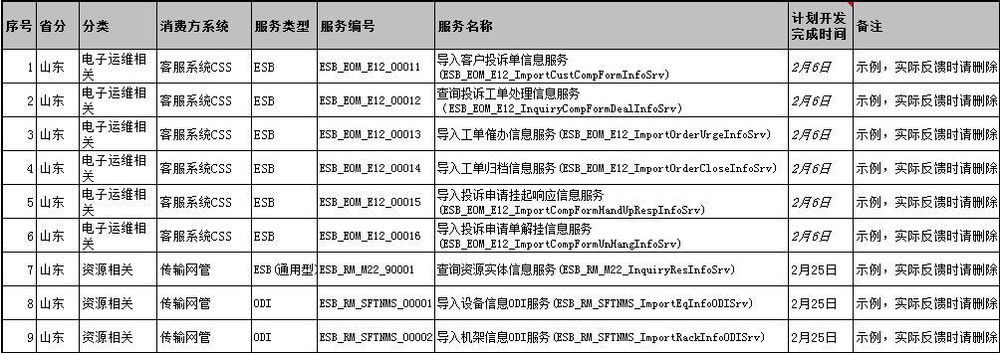 序号 省分 分类 消费方系统 服务类型 服务编号 服务名称 计划开发完成时间 备注
1 山东 电子运维相关 客服系统CSS ESB ESB_EOM_E12_00011 导入客户投诉单信息服务
(ESB_EOM_E12_ImportCustCompFormInfoSrv) 2月6日 示例，实际反馈时请删除
2 山东 电子运维相关 客服系统CSS ESB ESB_EOM_E12_00012 查询投诉工单处理信息服务
（ESB_EOM_E12_InquiryCompFormDealInfoSrv) 2月6日 示例，实际反馈时请删除
3 山东 电子运维相关 客服系统CSS ESB ESB_EOM_E12_00013 导入工单催办信息服务(ESB_EOM_E12_ImportOrderUrgeInfoSrv) 2月6日 示例，实际反馈时请删除
4 山东 电子运维相关 客服系统CSS ESB ESB_EOM_E12_00014 导入工单归档信息服务(ESB_EOM_E12_ImportOrderCloseInfoSrv) 2月6日 示例，实际反馈时请删除
5 山东 电子运维相关 客服系统CSS ESB ESB_EOM_E12_00015 导入投诉申请挂起响应信息服务
(ESB_EOM_E12_ImportCompFormHandUpRespInfoSrv) 2月6日 示例，实际反馈时请删除
6 山东 电子运维相关 客服系统CSS ESB ESB_EOM_E12_00016 导入投诉申请单解挂信息服务
(ESB_EOM_E12_ImportCompFormUnHangInfoSrv) 2月6日 示例，实际反馈时请删除
7 山东 资源相关 传输网管 ESB(通用型) ESB_RM_M22_90001 查询资源实体信息服务(ESB_RM_M22_InquiryResInfoSrv) 2月25日 示例，实际反馈时请删除
8 山东 资源相关 传输网管 ODI ESB_RM_SFTNMS_00001 导入设备信息ODI服务(ESB_RM_SFTNMS_ImportEqInfoODISrv) 2月25日 示例，实际反馈时请删除
9 山东 资源相关 传输网管 ODI ESB_RM_SFTNMS_00002 导入机架信息ODI服务(ESB_RM_SFTNMS_ImportRackInfoODISrv) 2月25日 示例，实际反馈时请删除